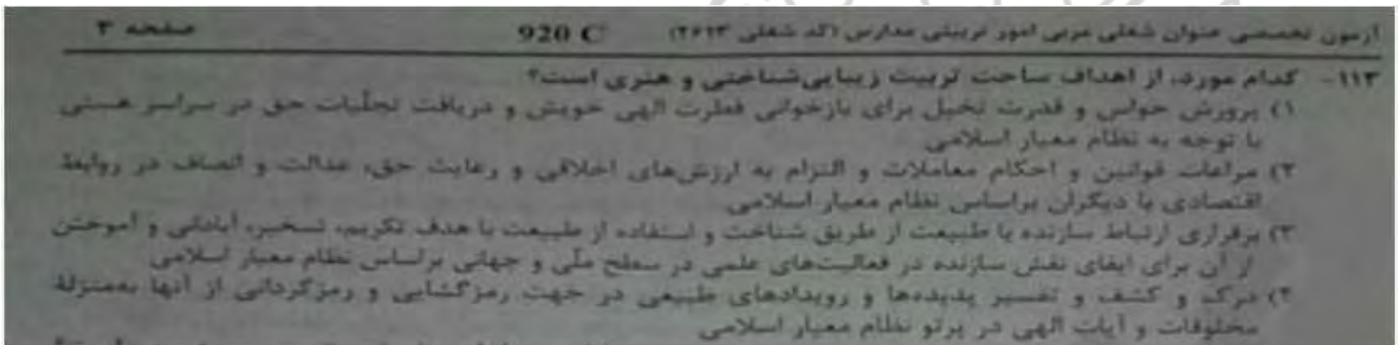 آزمون تخصصی عنوان شغلی مربی امور تربیتی مدارس (کد شغلی ۲۶۲۳) 920 C صفحه ۳
۱۱۳- کدام مورد، از اهداف ساحت تربیت زیبایی‌شناختی و هنری است؟
۱) پرورش حواس و قدرت تخیل برای بازخوانی فطرت الهی خویش و دریافت تجلّیات حق در سراسر هستی
با توجه به نظام معیار اسلامی
۲) مراعات قوانین و احکام معاملات و التزام به ارزش‌های اخلاقی و رعایت حق، عدالت و انصاف در روابط
اقتصادی با دیگران براساس نظام معیار اسلامی
۳) برقراری ارتباط سازنده با طبیعت از طریق شناخت و استفاده از طبیعت با هدف تکریم، تسخیر، آبادانی و آموختن
از آن برای ایفای نقش سازنده در فعالیت‌های علمی در سطح ملّی و جهانی براساس نظام معیار اسلامی
۴) درک و کشف و تفسیر پدیده‌ها و رویدادهای طبیعی در جهت رمزگشایی و رمزگردانی از آنها به‌منزلهٔ
مخلوقات و آیات الهی در پرتو نظام معیار اسلامی